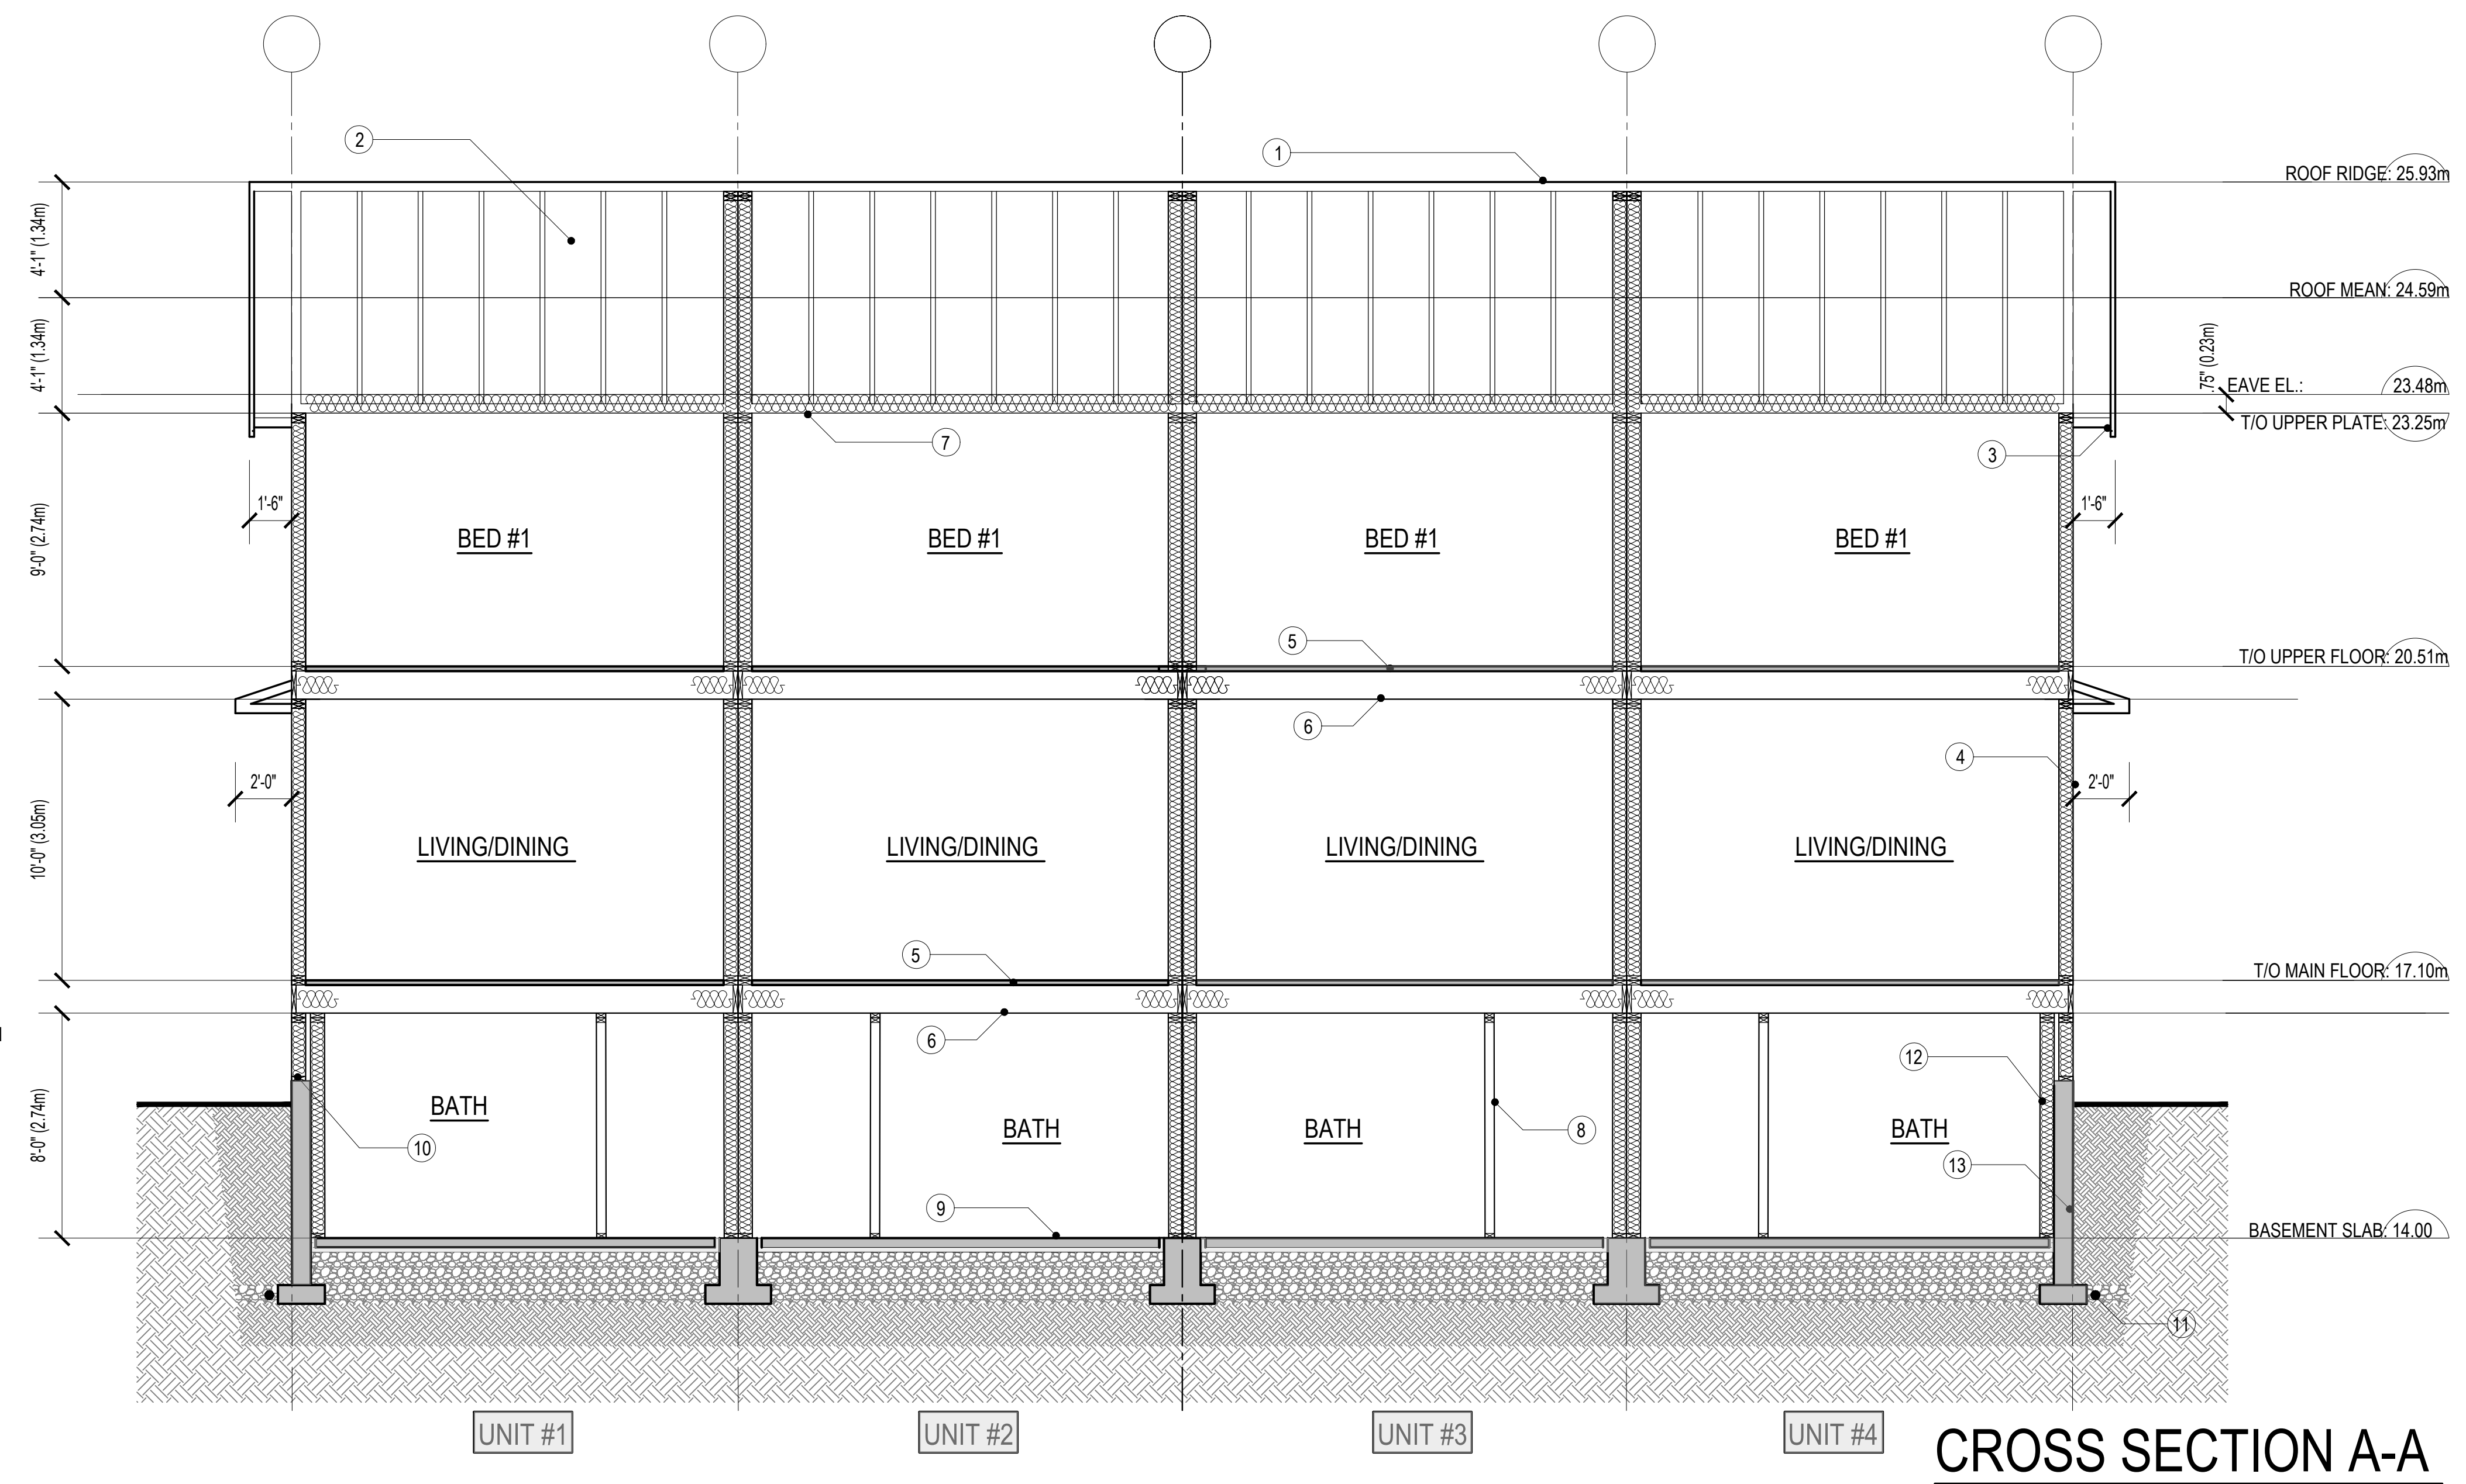 2
1
ROOF RIDGE: 25.93m
4'-1" (1.34m)
ROOF MEAN: 24.59m
4'-1" (1.34m)
.75" (0.23m)
EAVE EL.: 23.48m
T/O UPPER PLATE: 23.25m
7
3
1'-6"
1'-6"
9'-0" (2.74m)
BED #1
BED #1
BED #1
BED #1
5
T/O UPPER FLOOR: 20.51m
6
4
2'-0"
2'-0"
10'-0" (3.05m)
LIVING/DINING
LIVING/DINING
LIVING/DINING
LIVING/DINING
5
T/O MAIN FLOOR: 17.10m
6
12
8'-0" (2.74m)
BATH
BATH
BATH
BATH
8
10
13
9
BASEMENT SLAB: 14.00
11
UNIT #1
UNIT #2
UNIT #3
UNIT #4
CROSS SECTION A-A